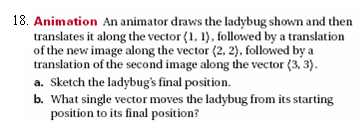 18. Animation An animator draws the ladybug shown and then
translates it along the vector ⟨1, 1⟩, followed by a translation
of the new image along the vector ⟨2, 2⟩, followed by a
translation of the second image along the vector ⟨3, 3⟩.
a. Sketch the ladybug's final position.
b. What single vector moves the ladybug from its starting
position to its final position?